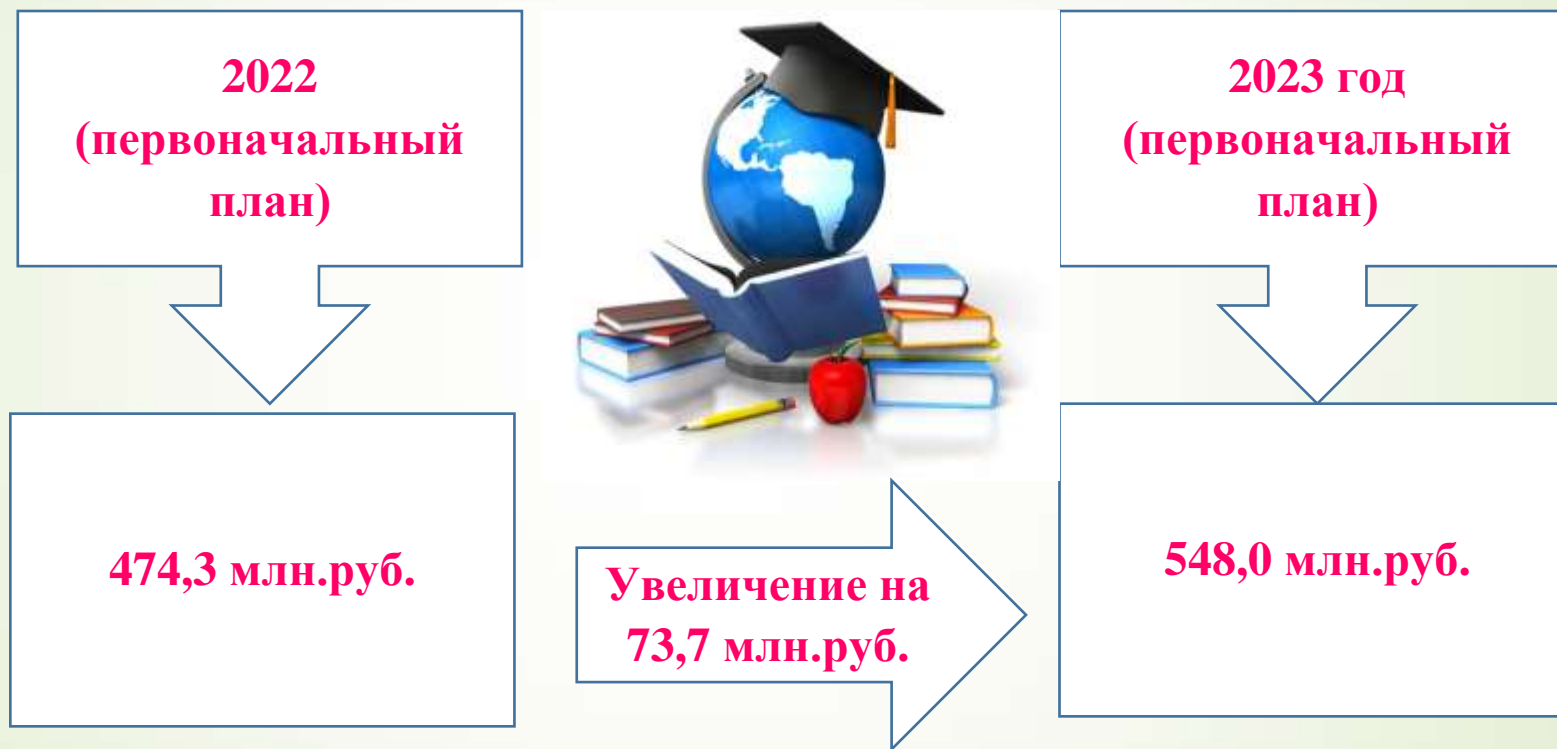 2022
(первоначальный
план)
2023 год
(первоначальный
план)
474,3 млн.руб.
Увеличение на
73,7 млн.руб.
548,0 млн.руб.